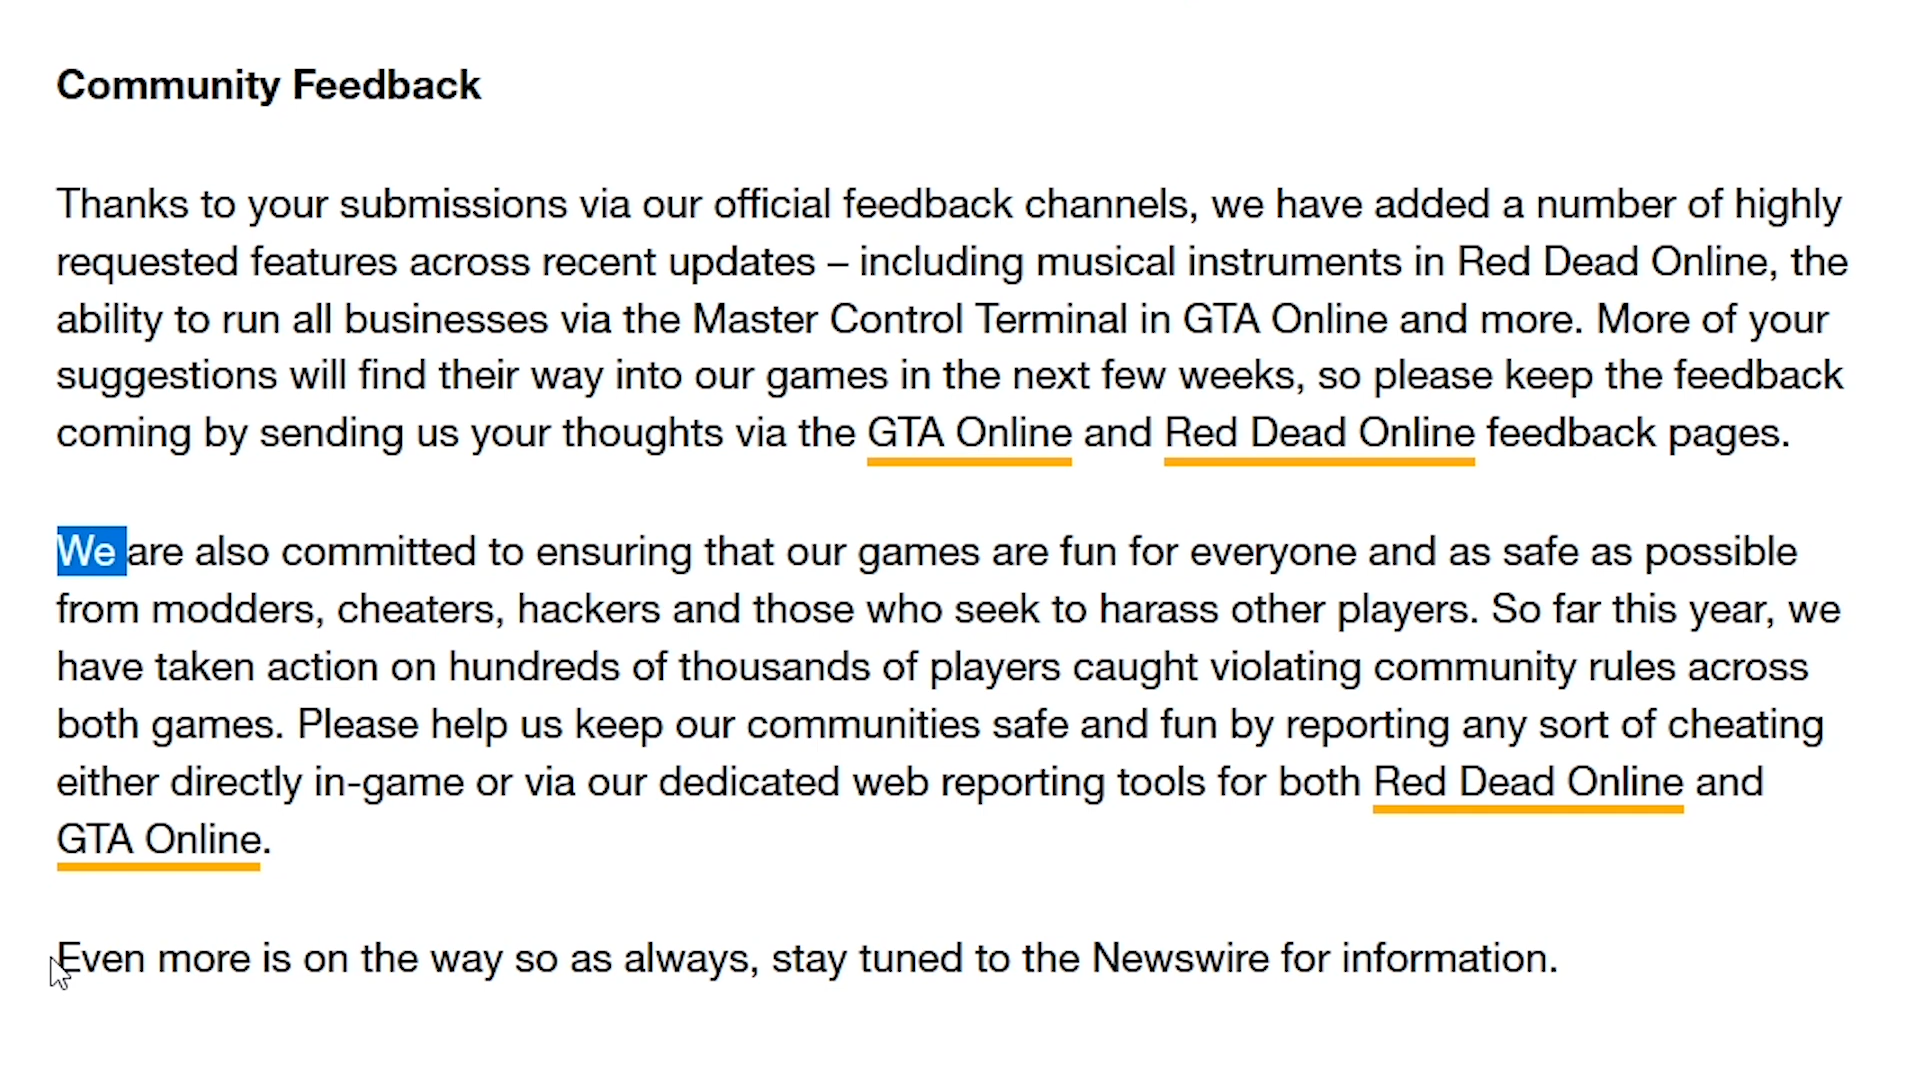 Community Feedback
Thanks to your submissions via our official feedback channels, we have added a number of highly
requested features across recent updates – including musical instruments in Red Dead Online, the
ability to run all businesses via the Master Control Terminal in GTA Online and more. More of your
suggestions will find their way into our games in the next few weeks, so please keep the feedback
coming by sending us your thoughts via the GTA Online and Red Dead Online feedback pages.
We are also committed to ensuring that our games are fun for everyone and as safe as possible
from modders, cheaters, hackers and those who seek to harass other players. So far this year, we
have taken action on hundreds of thousands of players caught violating community rules across
both games. Please help us keep our communities safe and fun by reporting any sort of cheating
either directly in-game or via our dedicated web reporting tools for both Red Dead Online and
GTA Online.
Even more is on the way so as always, stay tuned to the Newswire for information.